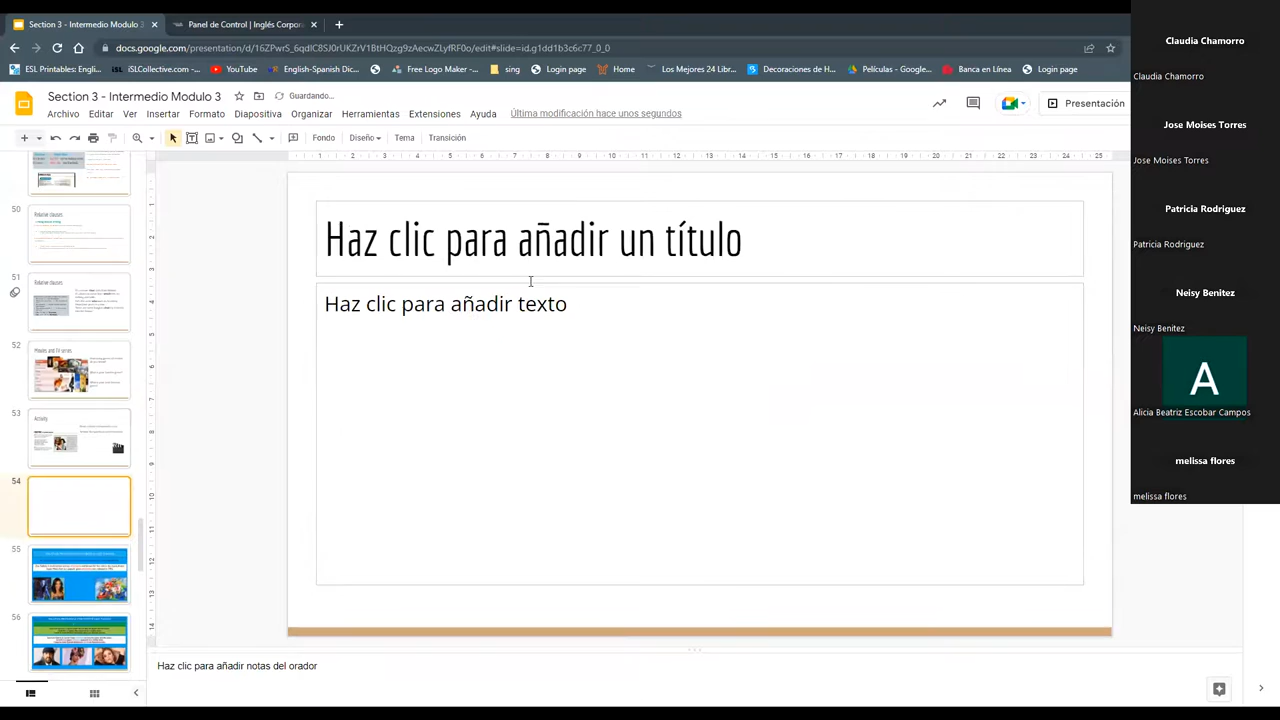 Section 3 - Intermedio Modulo 3
Panel de Control | Inglés Corpor
docs.google.com/presentation/d/16ZPwrS_6qdlC8SJ0rUKZrV1BtHQzg9zAecwZLyfRF0o/edit#slide=id.g1dd1b3c6c77_0_0
ESL Printables: En...
iSLCollective.com -...
YouTube
English-Spanish Dic...
Login page
Free Logo Maker -...
sing
Login page
Home
Los Mejores 24 Libr...
Decoraciones de H...
Películas - Google...
Banca en Línea
Login page
Section 3 - Intermedio Modulo 3
Guardando...
Archivo Editar Ver Insertar Formato Diapositiva Organizar Herramientas Extensiones Ayuda
Última modificación hace unos segundos
Presentación
Fondo Diseño Tema Transición
50
Relative clauses
51
Relative clauses
52
Movies and TV series
53
Activity
54
55
56
Haz clic para añadir un título
Haz clic para añadir texto
Haz clic para añadir notas del orador
Claudia Chamorro
Claudia Chamorro
Jose Moises Torres
Jose Moises Torres
Patricia Rodriguez
Patricia Rodriguez
Neisy Benitez
Neisy Benitez
A
Alicia Beatriz Escobar Campos
melissa flores
melissa flores